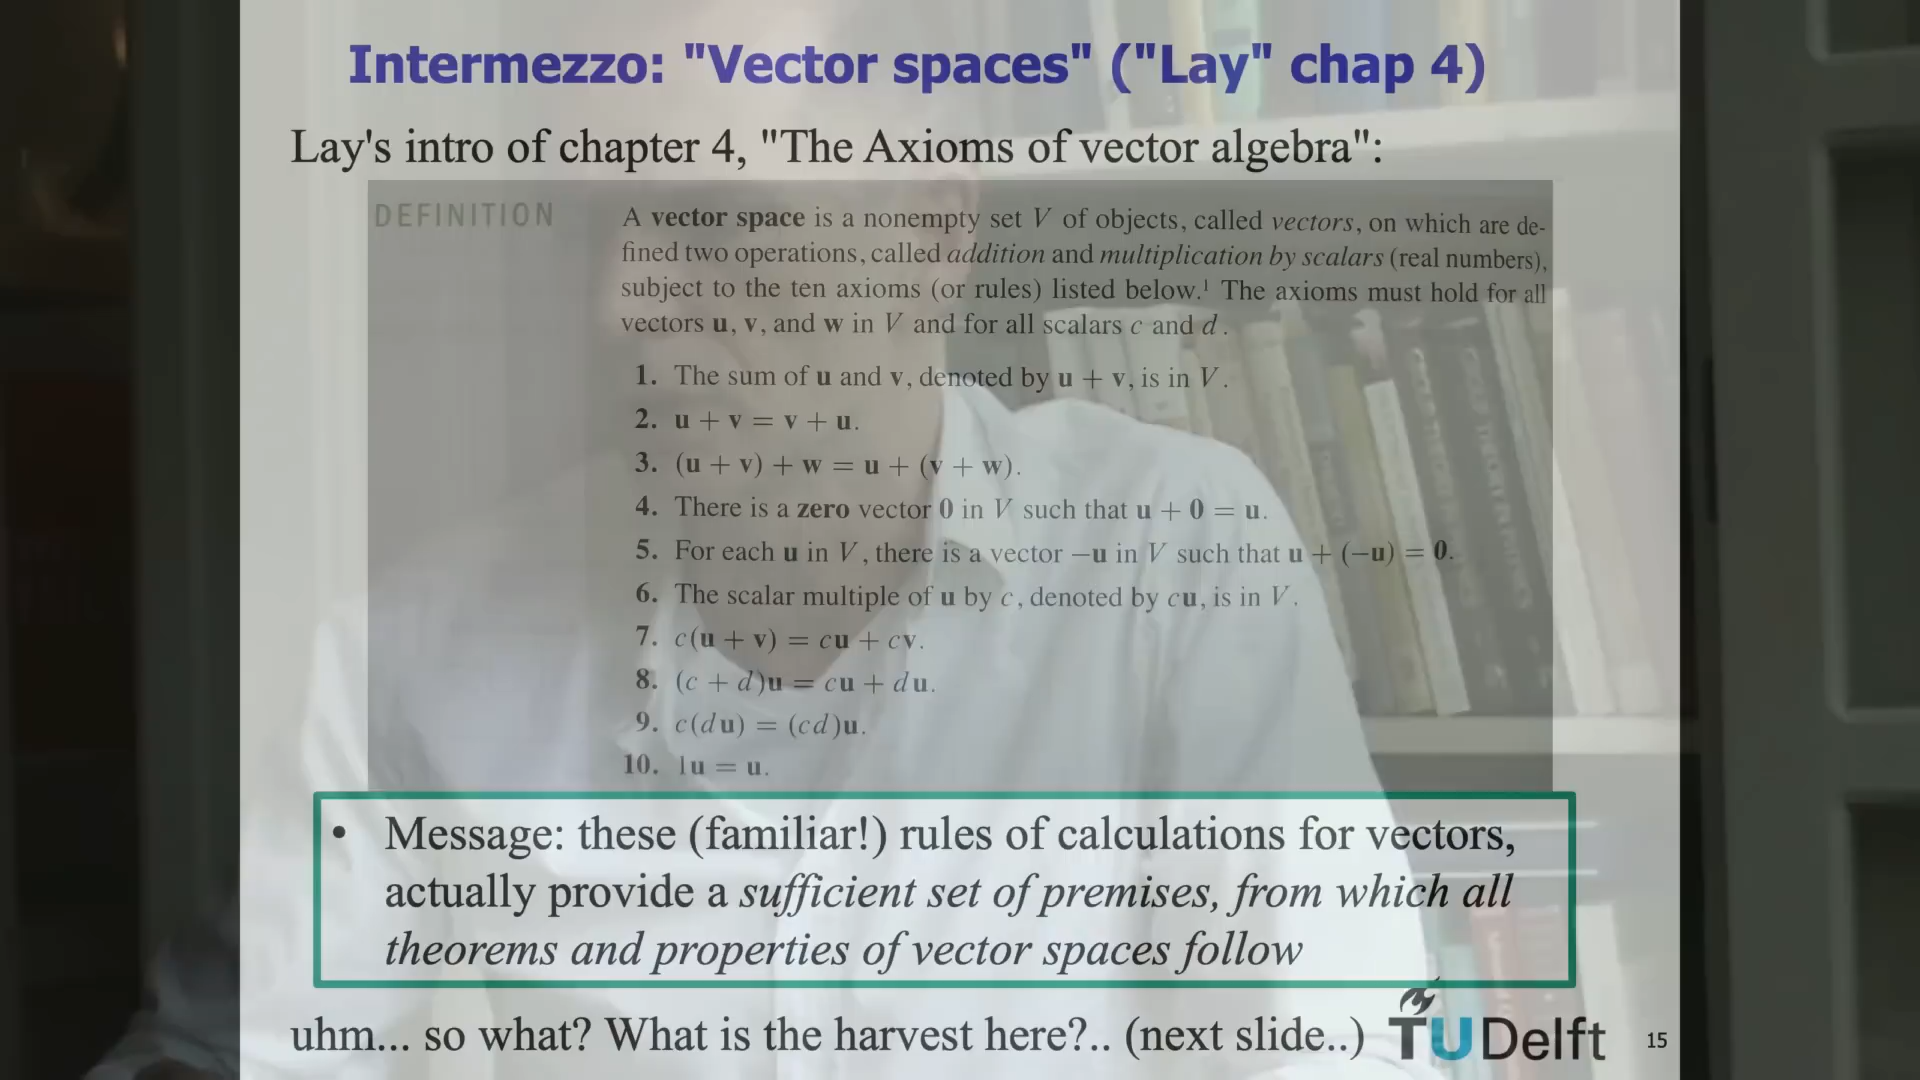 Intermezzo: "Vector spaces" ("Lay" chap 4)
Lay's intro of chapter 4, "The Axioms of vector algebra":
DEFINITION
A vector space is a nonempty set V of objects, called vectors, on which are de-
fined two operations, called addition and multiplication by scalars (real numbers),
subject to the ten axioms (or rules) listed below.¹ The axioms must hold for all
vectors u, v, and w in V and for all scalars c and d.
1. The sum of u and v, denoted by u + v, is in V.
2. u + v = v + u.
3. (u + v) + w = u + (v + w).
4. There is a zero vector 0 in V such that u + 0 = u.
5. For each u in V, there is a vector −u in V such that u + (−u) = 0.
6. The scalar multiple of u by c, denoted by cu, is in V.
7. c(u + v) = cu + cv.
8. (c + d)u = cu + du.
9. c(du) = (cd)u.
10. 1u = u.
• Message: these (familiar!) rules of calculations for vectors,
actually provide a sufficient set of premises, from which all
theorems and properties of vector spaces follow
uhm... so what? What is the harvest here?.. (next slide..)
TU Delft
15